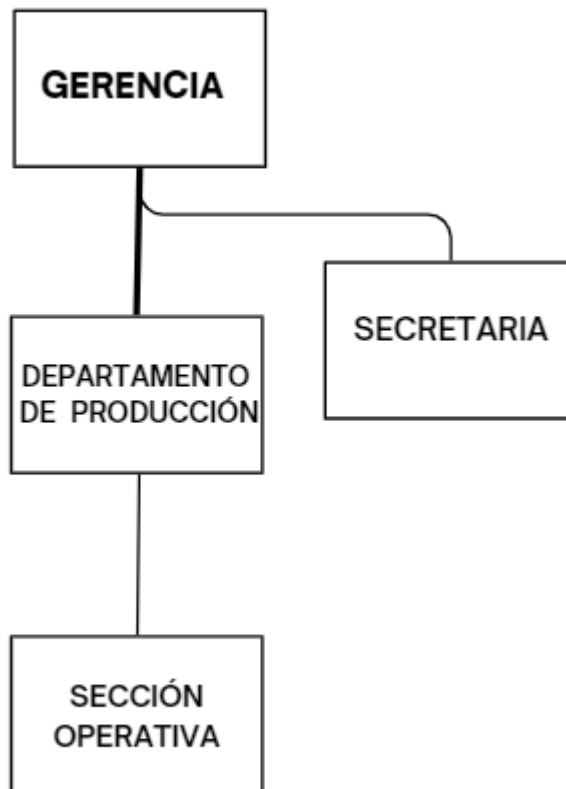 GERENCIA
SECRETARIA
DEPARTAMENTO
DE PRODUCCIÓN
SECCIÓN
OPERATIVA